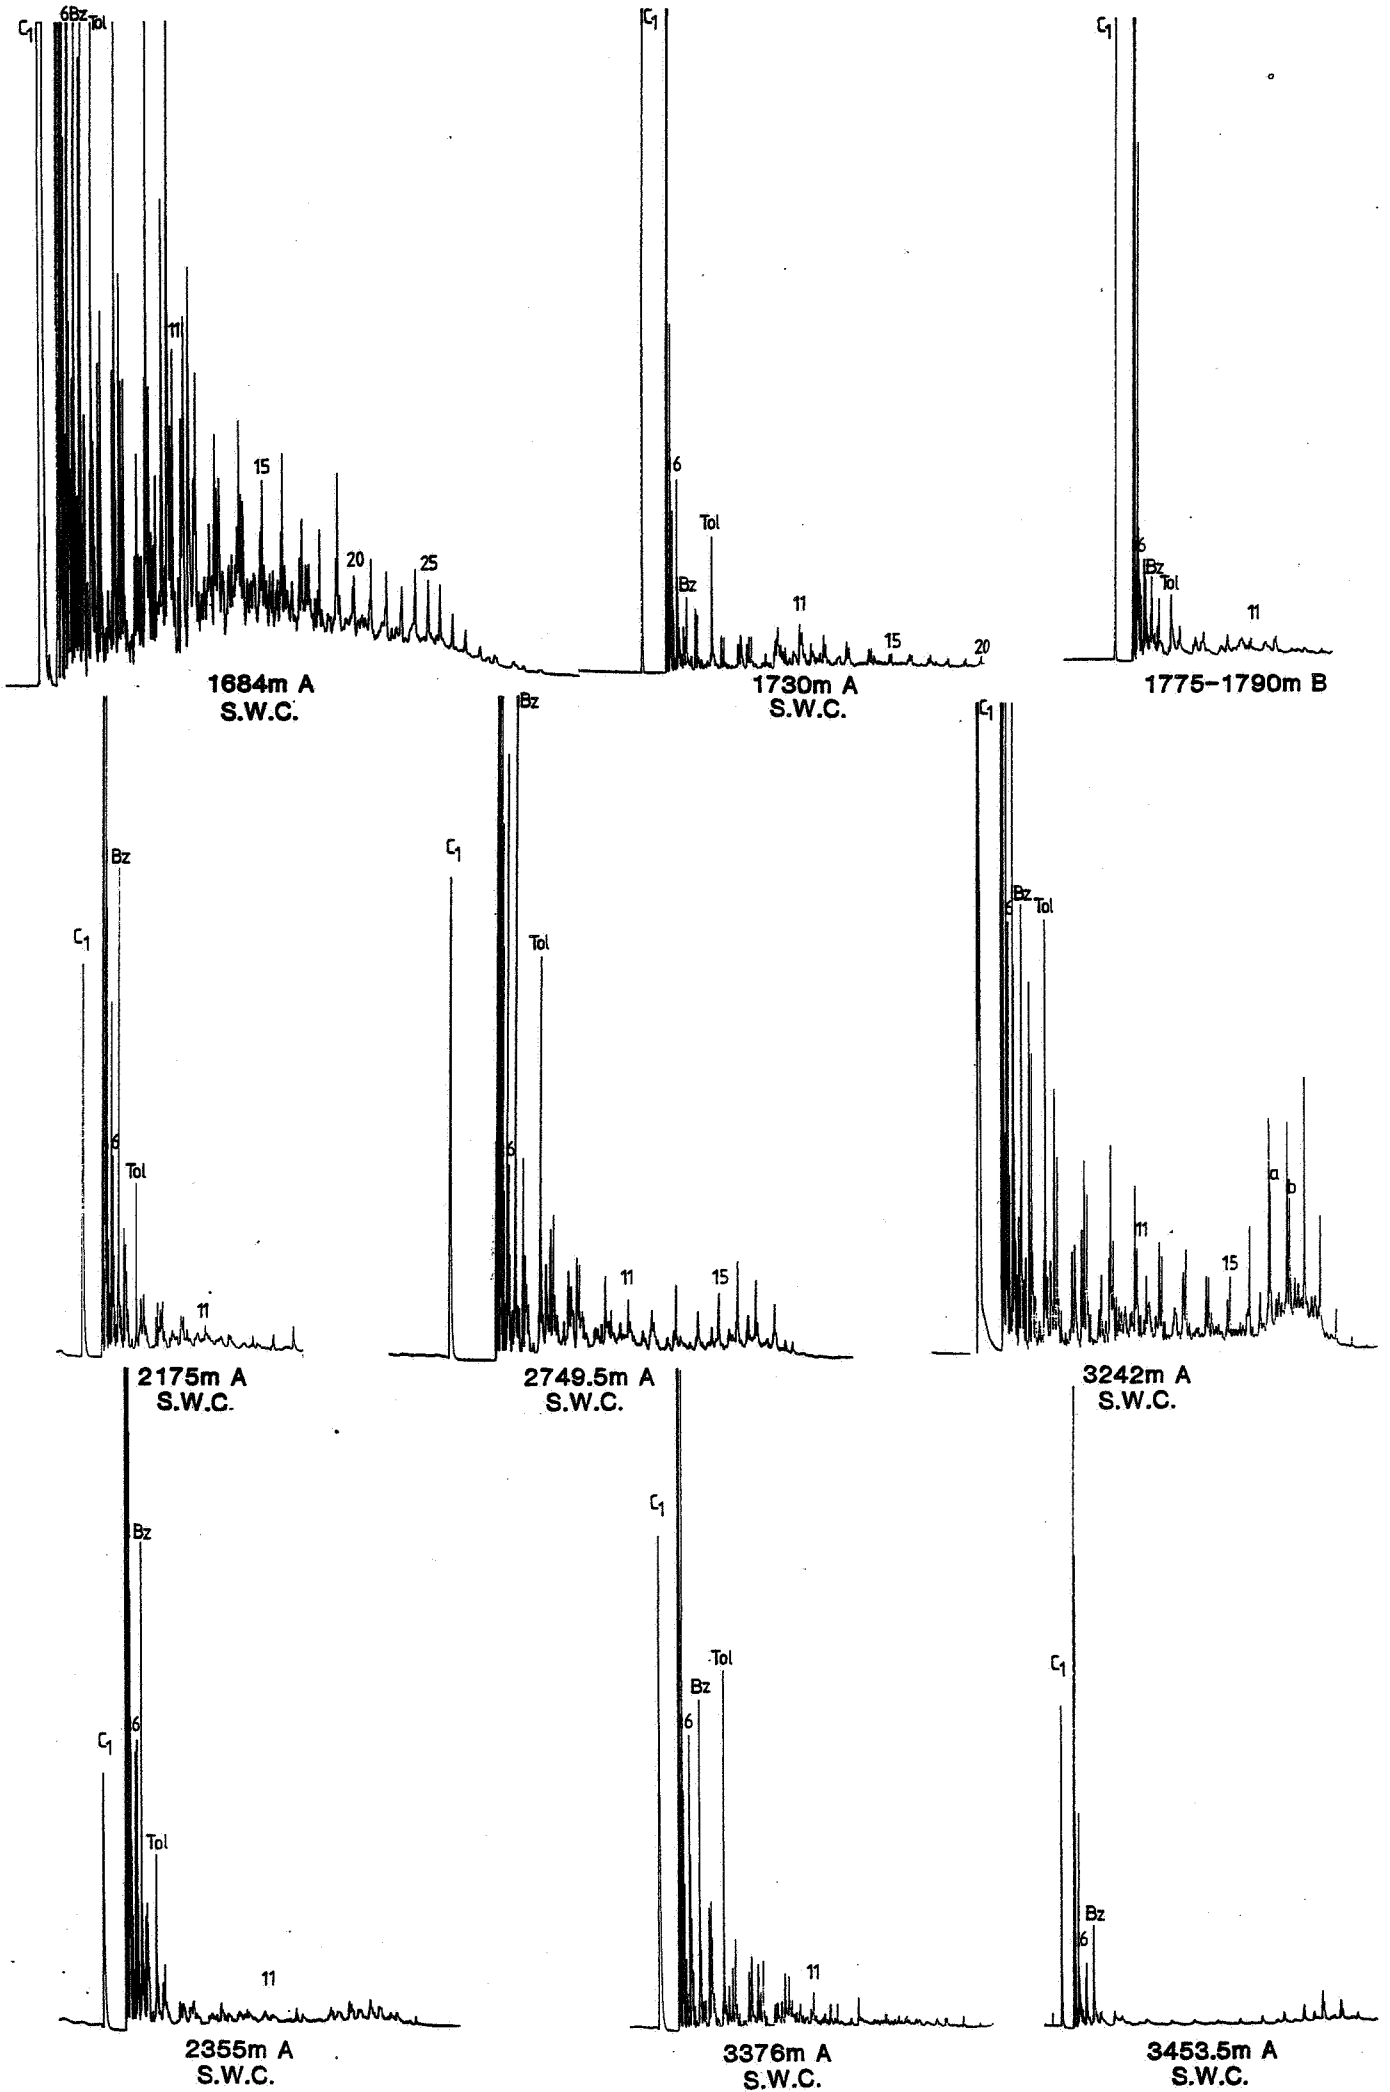 C1 6 Bz Tol
11
15
20
25
1684m A
S.W.C.
C1
6
Tol
Bz
11
15
20
1730m A
S.W.C.
C1
6
Bz
Tol
11
1775-1790m B
C1
Bz
6
Tol
11
2175m A
S.W.C.
C1
Bz
Tol
6
11
15
2749.5m A
S.W.C.
C1
6 Bz Tol
11
15
a
b
3242m A
S.W.C.
C1
Bz
6
Tol
11
2355m A
S.W.C.
C1
6
Bz
Tol
11
3376m A
S.W.C.
C1
6
Bz
3453.5m A
S.W.C.